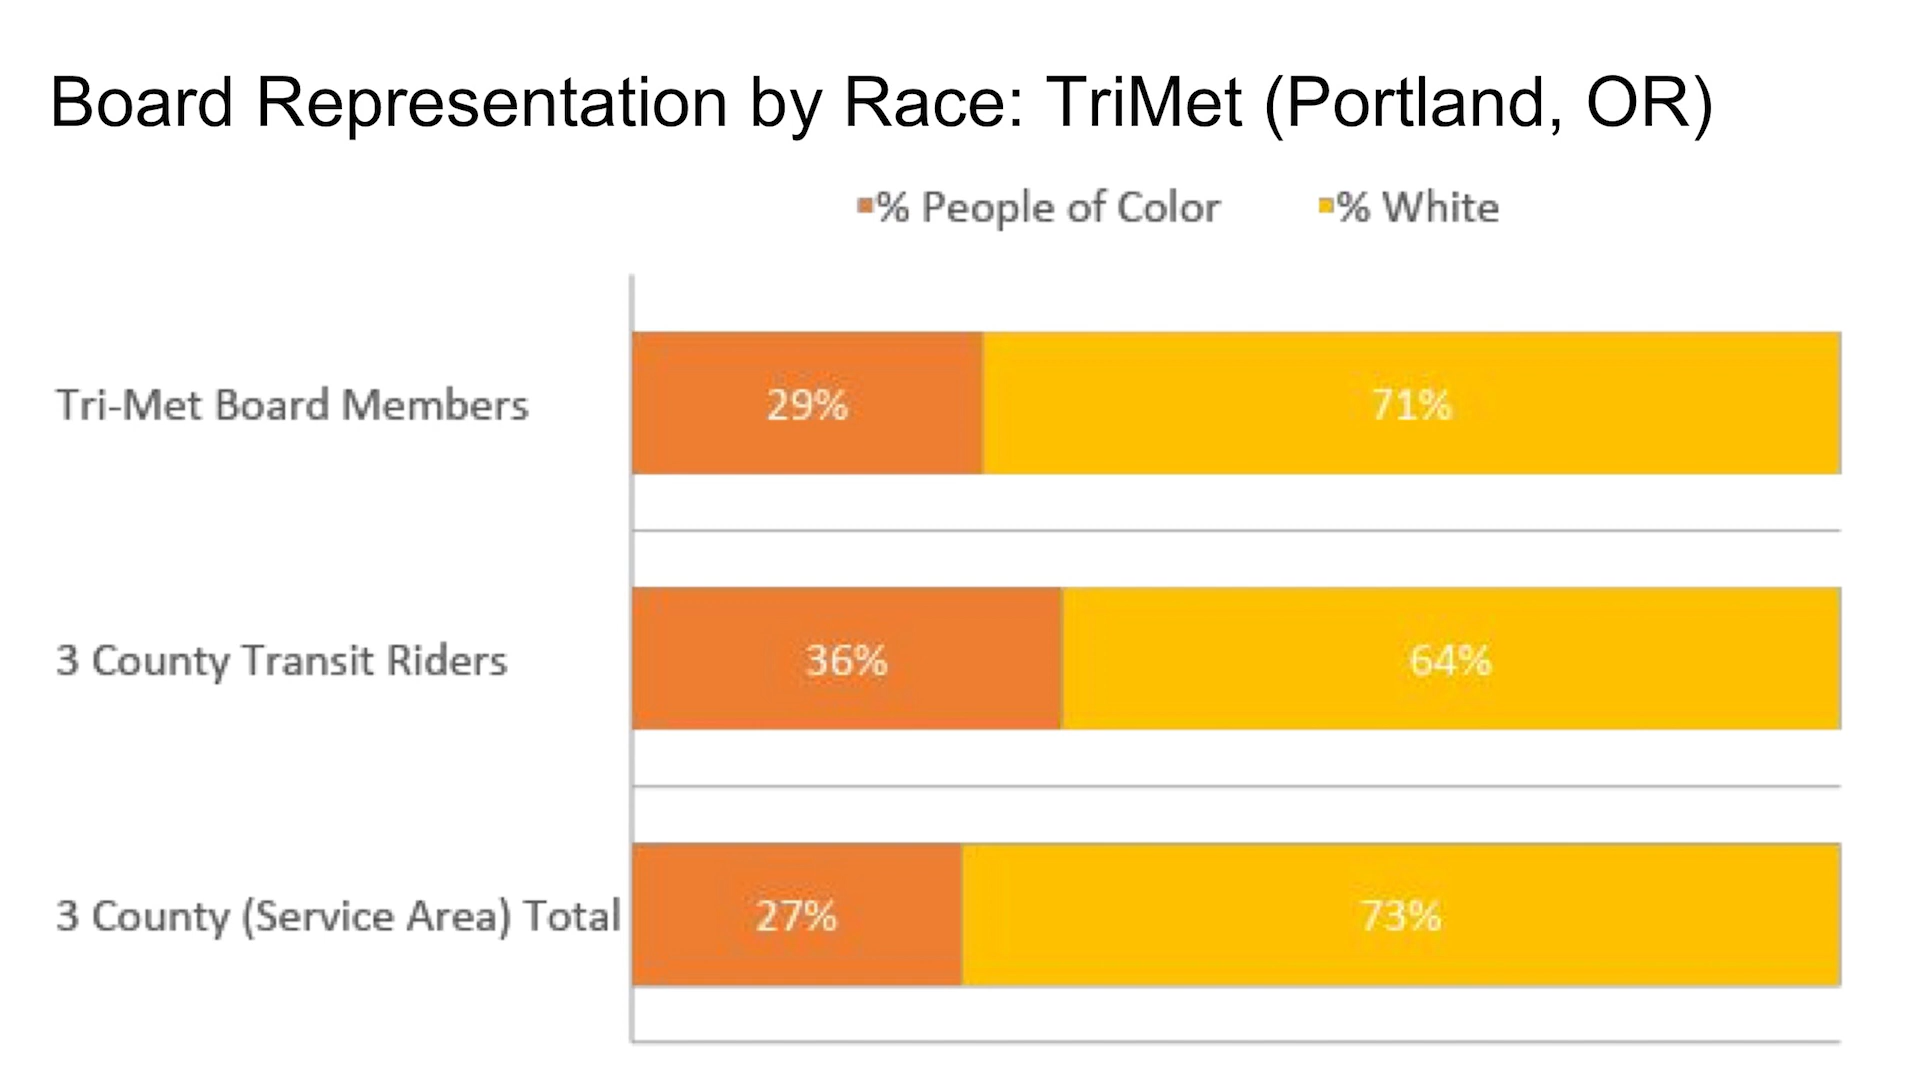 Board Representation by Race: TriMet (Portland, OR)
% People of Color % White
Tri-Met Board Members 29% 71%
3 County Transit Riders 36% 64%
3 County (Service Area) Total 27% 73%